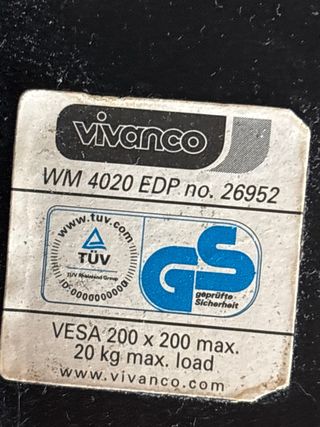 vivanco
WM 4020 EDP no. 26952
www.tuv.com
TÜV
TÜV Rheinland Group
ID:0000000000
GS
geprüfte
Sicherheit
VESA 200 x 200 max.
20 kg max. load
www.vivanco.com